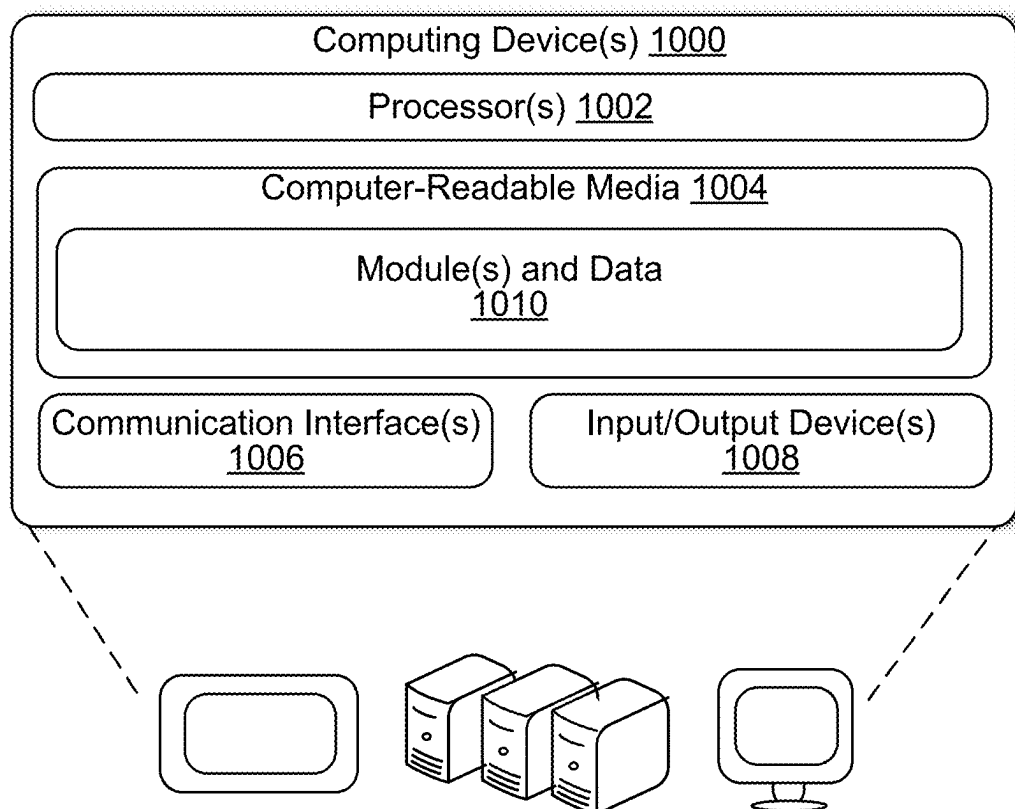 Computing Device(s) 1000
Processor(s) 1002
Computer-Readable Media 1004
Module(s) and Data
1010
Communication Interface(s)
1006
Input/Output Device(s)
1008